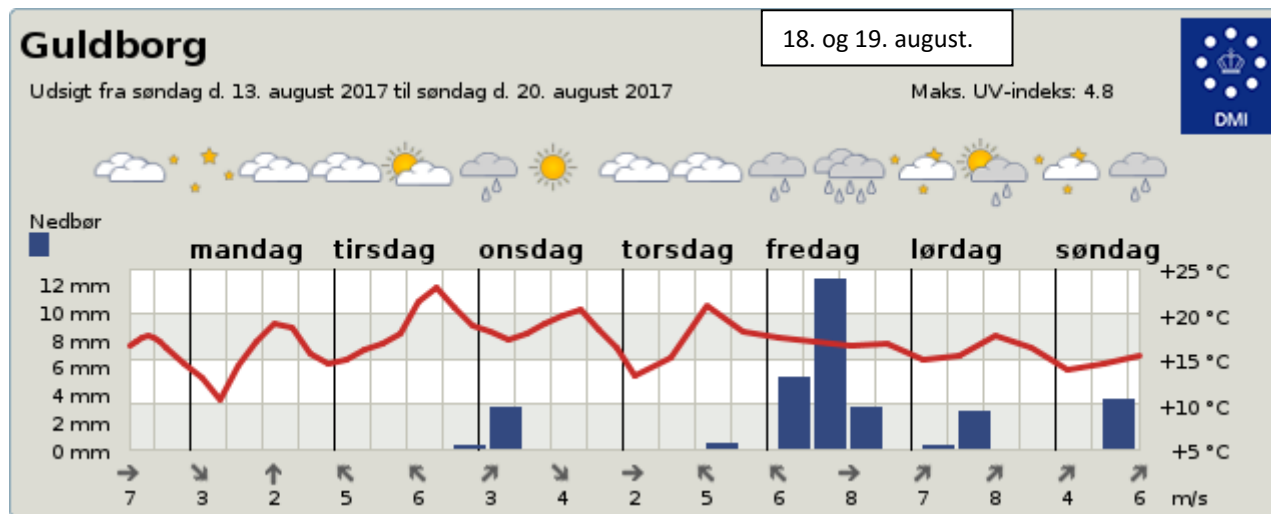 Guldborg
18. og 19. august.
Udsigt fra søndag d. 13. august 2017 til søndag d. 20. august 2017
Maks. UV-indeks: 4.8
DMI
Nedbør
mandag tirsdag onsdag torsdag fredag lørdag søndag
12 mm
10 mm
8 mm
6 mm
4 mm
2 mm
0 mm
+25 °C
+20 °C
+15 °C
+10 °C
+5 °C
7 3 2 5 6 3 4 2 5 6 8 7 8 4 6 m/s